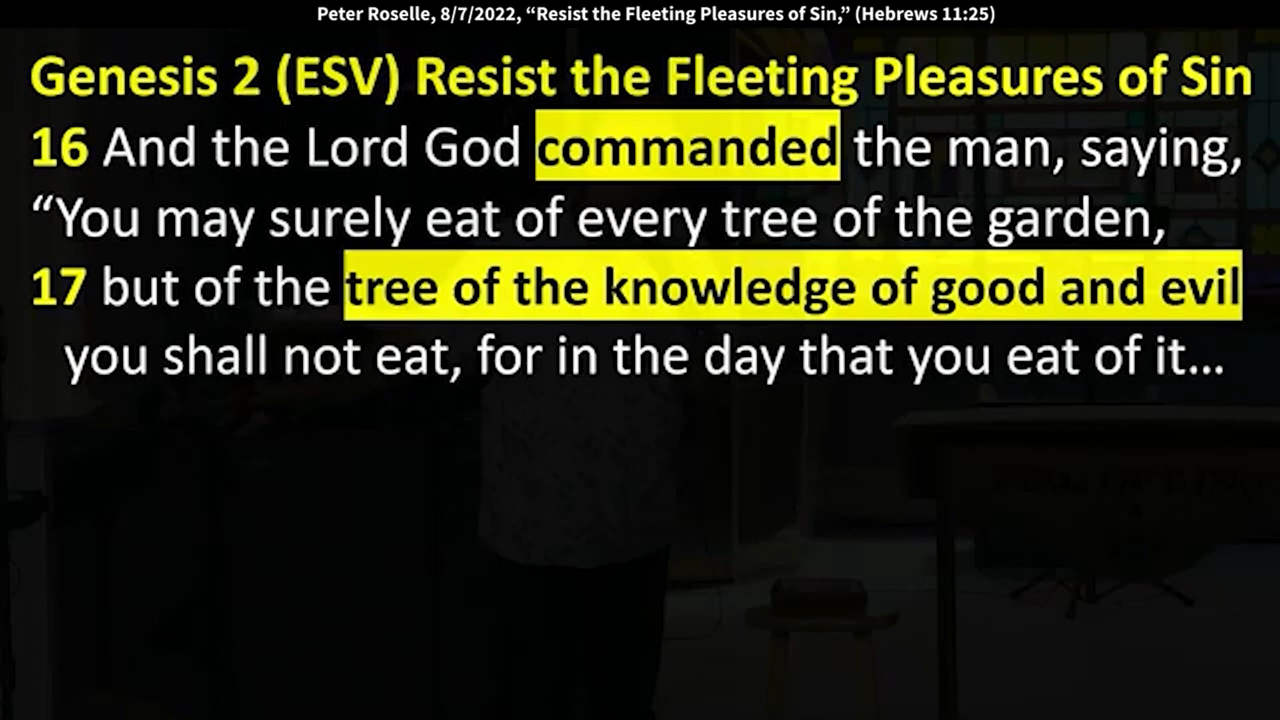 Peter Roselle, 8/7/2022, “Resist the Fleeting Pleasures of Sin,” (Hebrews 11:25)
Genesis 2 (ESV) Resist the Fleeting Pleasures of Sin
16 And the Lord God commanded the man, saying,
“You may surely eat of every tree of the garden,
17 but of the tree of the knowledge of good and evil
you shall not eat, for in the day that you eat of it...